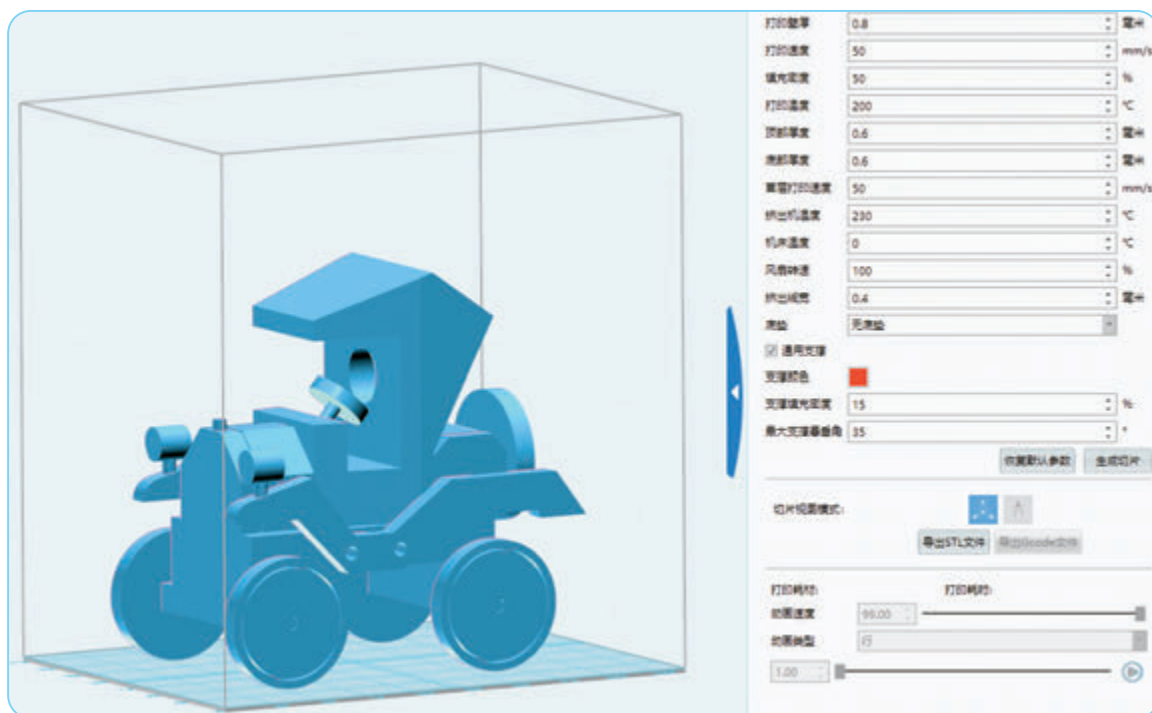 打印壁厚 0.8 毫米
打印速度 50 mm/s
填充密度 50 %
打印温度 200 ℃
顶部厚度 0.6 毫米
底部厚度 0.6 毫米
首层打印速度 50 mm/s
挤出机温度 230 ℃
机床温度 0 ℃
风扇转速 100 %
挤出线宽 0.4 毫米
底垫 无底垫
通用支撑
支撑颜色
支撑填充密度 15 %
最大支撑悬垂角 35 °
恢复默认参数 生成切片
切片视图模式:
导出STL文件 导出Gcode文件
打印耗材: 打印耗时:
动画速度 99.00
动画类型 行
1.00